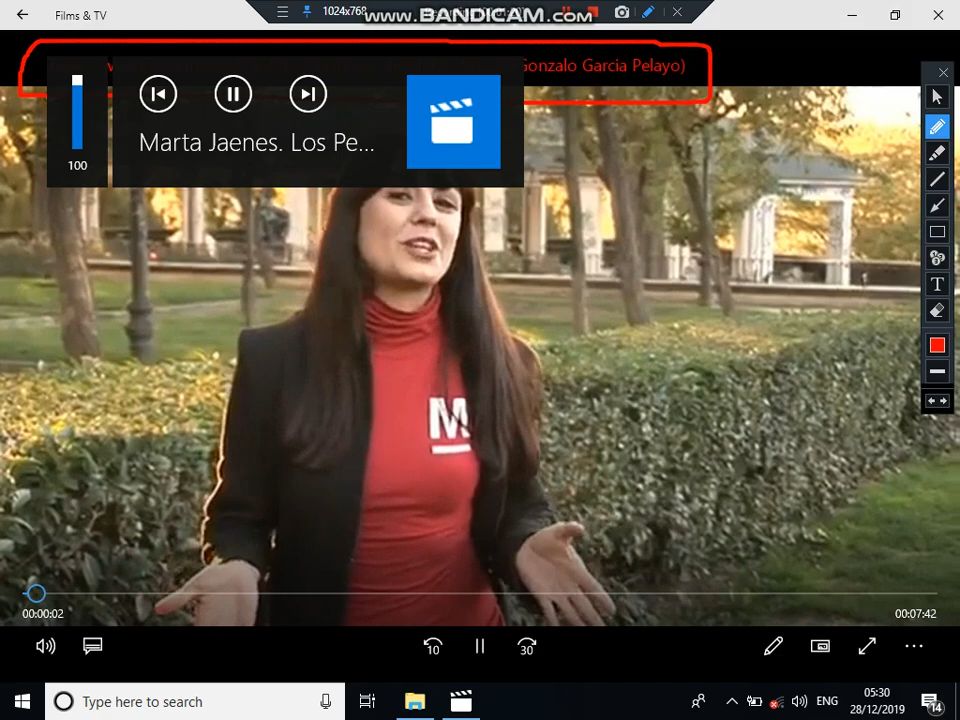 Films & TV
1024x768
www.BANDICAM.com
Gonzalo Garcia Pelayo)
100
Marta Jaenes. Los Pe...
M
T
00:00:02
00:07:42
10
30
Type here to search
ENG
05:30
28/12/2019
14